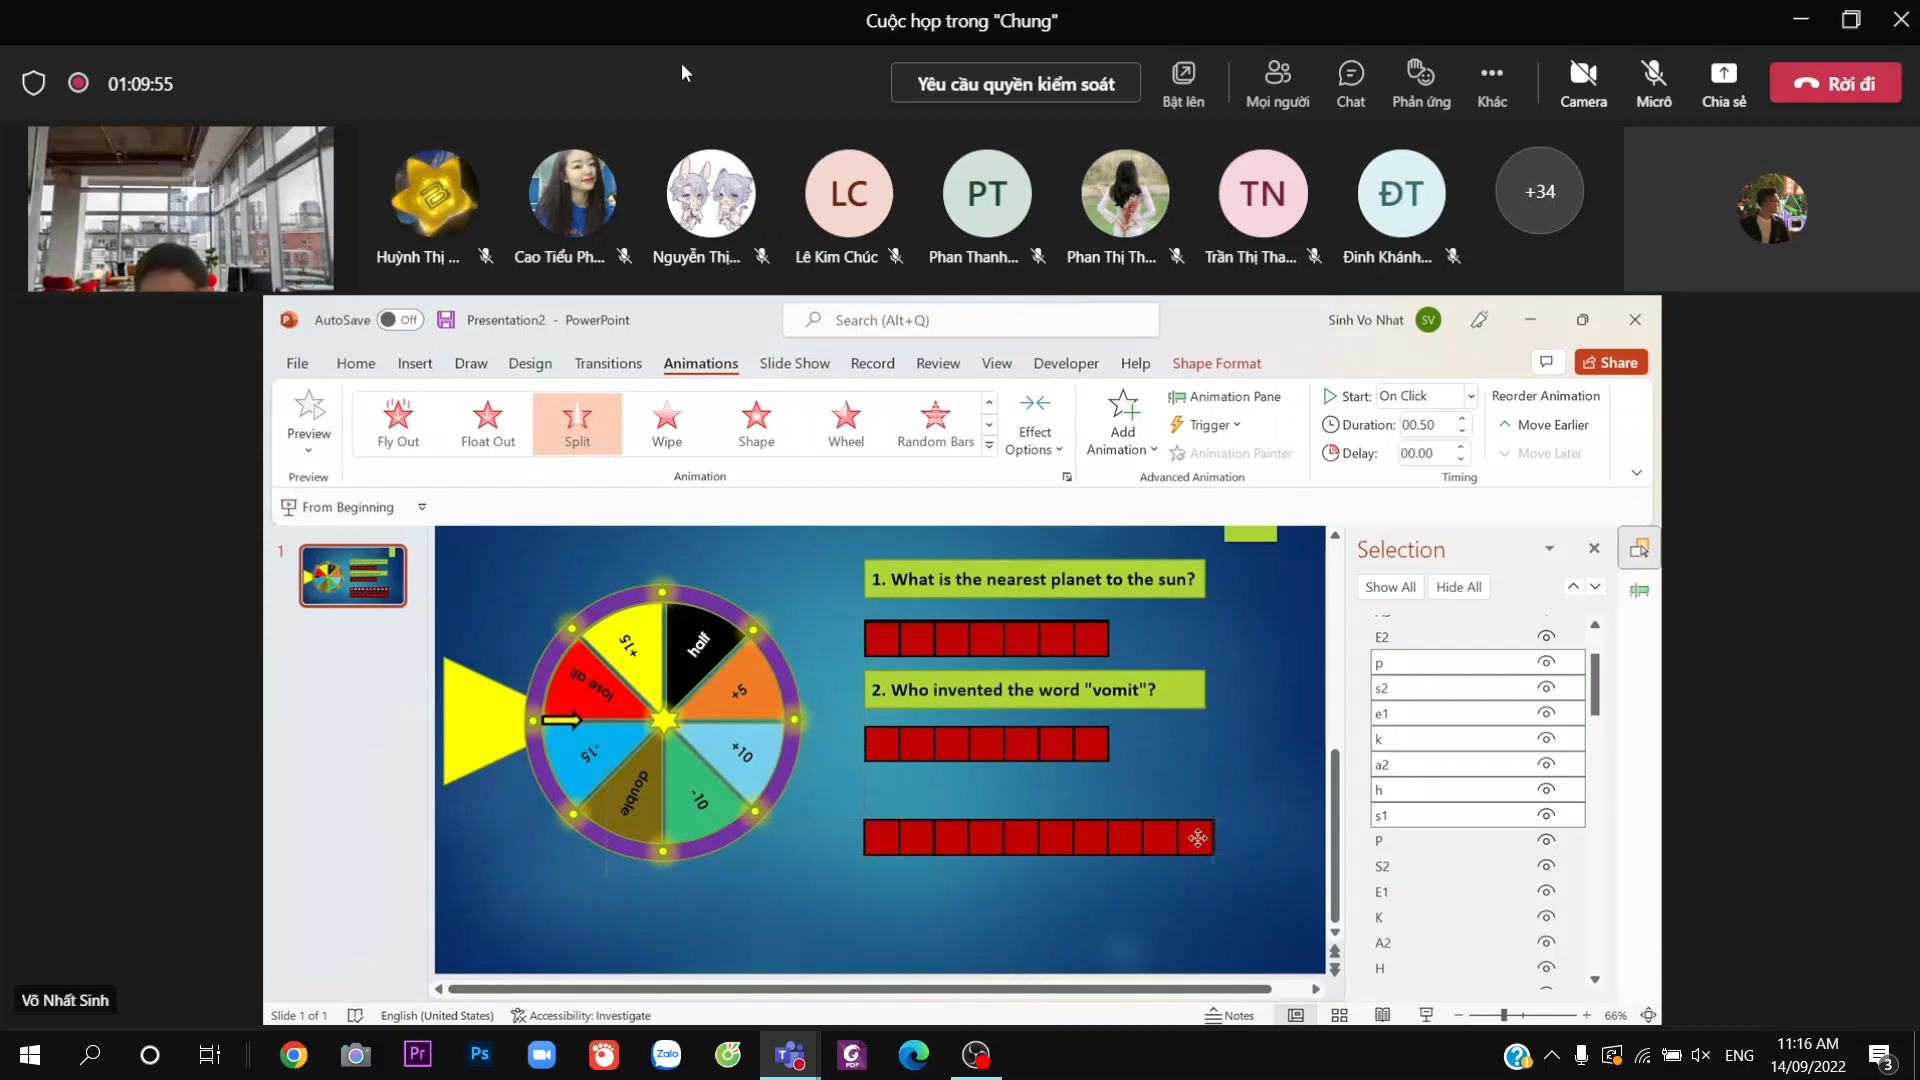 Cuộc họp trong "Chung"
01:09:55
Yêu cầu quyền kiểm soát
Bật lên
Mọi người
Chat
Phản ứng
Khác
Camera
Micrô
Chia sẻ
Rời đi
LC
PT
TN
ĐT
+34
Huỳnh Thị ...
Cao Tiểu Ph...
Nguyễn Thị...
Lê Kim Chúc
Phan Thanh...
Phan Thị Th...
Trần Thị Tha...
Đinh Khánh...
AutoSave Off
Presentation2 - PowerPoint
Search (Alt+Q)
Sinh Vo Nhat SV
File Home Insert Draw Design Transitions Animations Slide Show Record Review View Developer Help Shape Format
Share
Preview
Fly Out
Float Out
Split
Wipe
Shape
Wheel
Random Bars
Effect
Options
Add
Animation
Animation Pane
Trigger
Animation Painter
Start: On Click
Duration: 00.50
Delay: 00.00
Reorder Animation
Move Earlier
Move Later
Preview
Animation
Advanced Animation
Timing
From Beginning
1
+15
half
lose all
+5
-15
+10
double
-10
1. What is the nearest planet to the sun?
2. Who invented the word "vomit"?
Selection
Show All
Hide All
E2
p
s2
e1
k
a2
h
s1
P
S2
E1
K
A2
H
Võ Nhất Sinh
Slide 1 of 1
English (United States)
Accessibility: Investigate
Notes
66%
Pr
Ps
Zalo
PDF
ENG
11:16 AM
14/09/2022
3